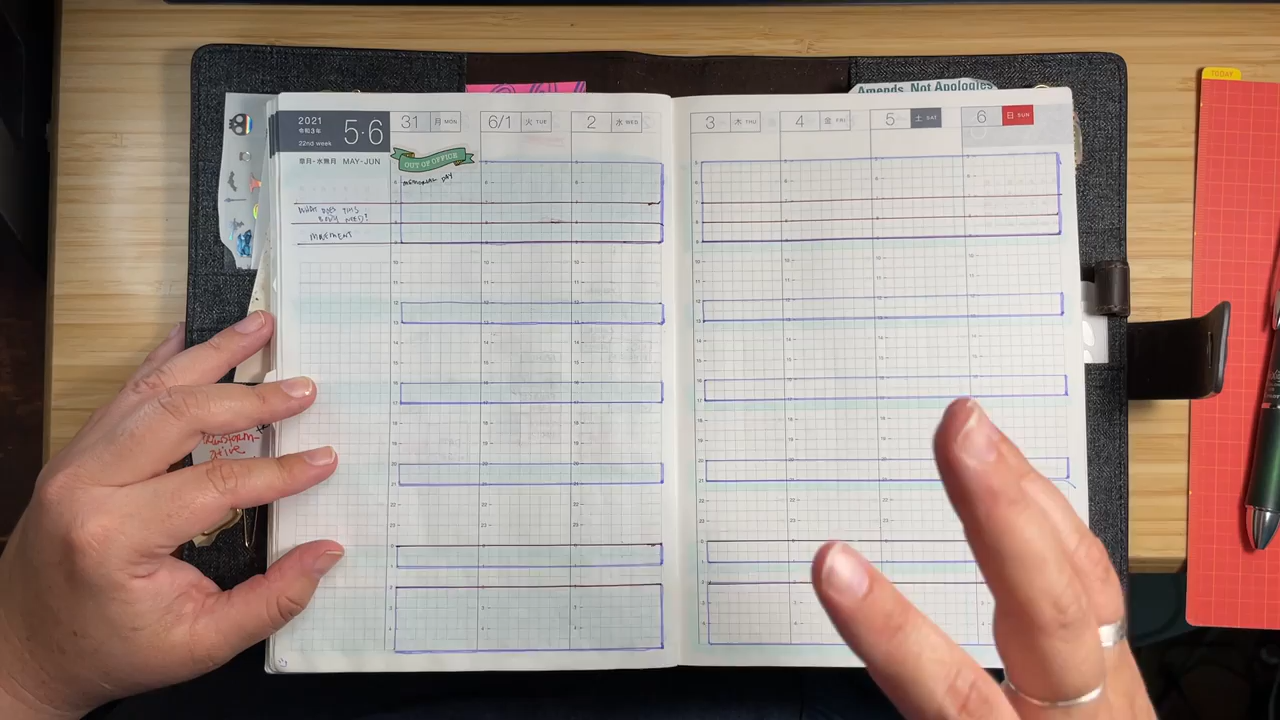 Amends, Not Apologies
TODAY
2021
令和3年
22nd week
5·6
31 月 MON
6/1 火 TUE
2 水 WED
3 木 THU
4 金 FRI
5 土 SAT
6 日 SUN
皐月-水無月 MAY-JUN
OUT OF OFFICE
MEMORIAL DAY
WHAT DOES THIS
BODY NEED?
MOVEMENT
transform-
ative